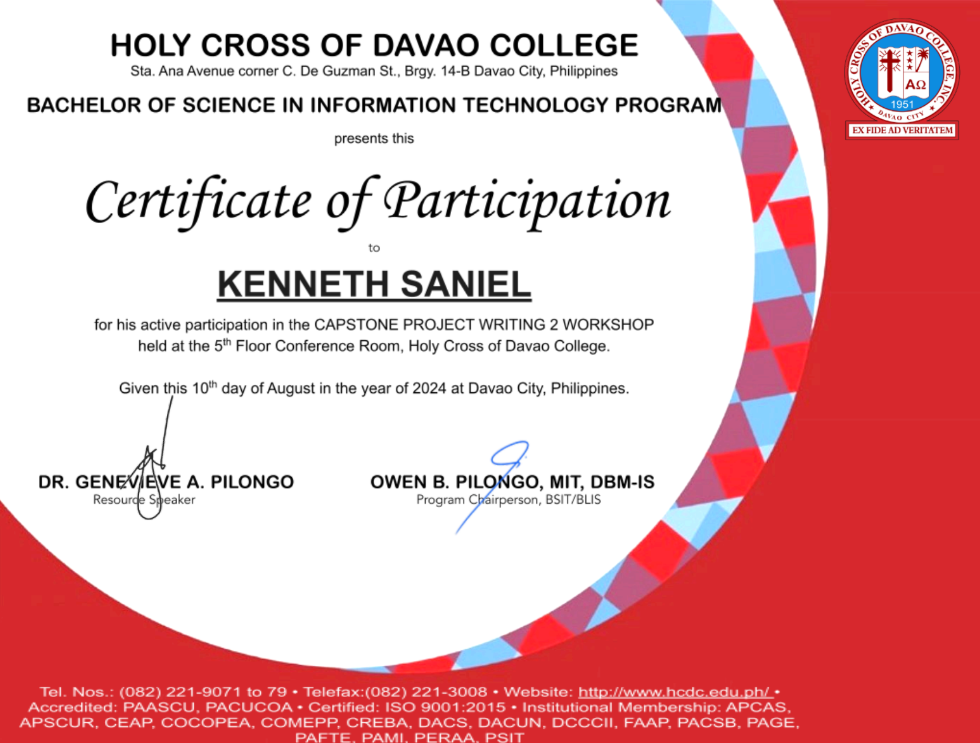 HOLY CROSS OF DAVAO COLLEGE
Sta. Ana Avenue corner C. De Guzman St., Brgy. 14-B Davao City, Philippines
BACHELOR OF SCIENCE IN INFORMATION TECHNOLOGY PROGRAM
presents this
Certificate of Participation
to
KENNETH SANIEL
for his active participation in the CAPSTONE PROJECT WRITING 2 WORKSHOP
held at the 5th Floor Conference Room, Holy Cross of Davao College.
Given this 10th day of August in the year of 2024 at Davao City, Philippines.
DR. GENEVIEVE A. PILONGO
Resource Speaker
OWEN B. PILONGO, MIT, DBM-IS
Program Chairperson, BSIT/BLIS
HOLY CROSS OF DAVAO COLLEGE, INC.
ΑΩ
1951
DAVAO CITY
EX FIDE AD VERITATEM
Tel. Nos.: (082) 221-9071 to 79 • Telefax:(082) 221-3008 • Website: http://www.hcdc.edu.ph/ •
Accredited: PAASCU, PACUCOA • Certified: ISO 9001:2015 • Institutional Membership: APCAS,
APSCUR, CEAP, COCOPEA, COMEPP, CREBA, DACS, DACUN, DCCCII, FAAP, PACSB, PAGE,
PAFTE, PAMI, PERAA, PSIT